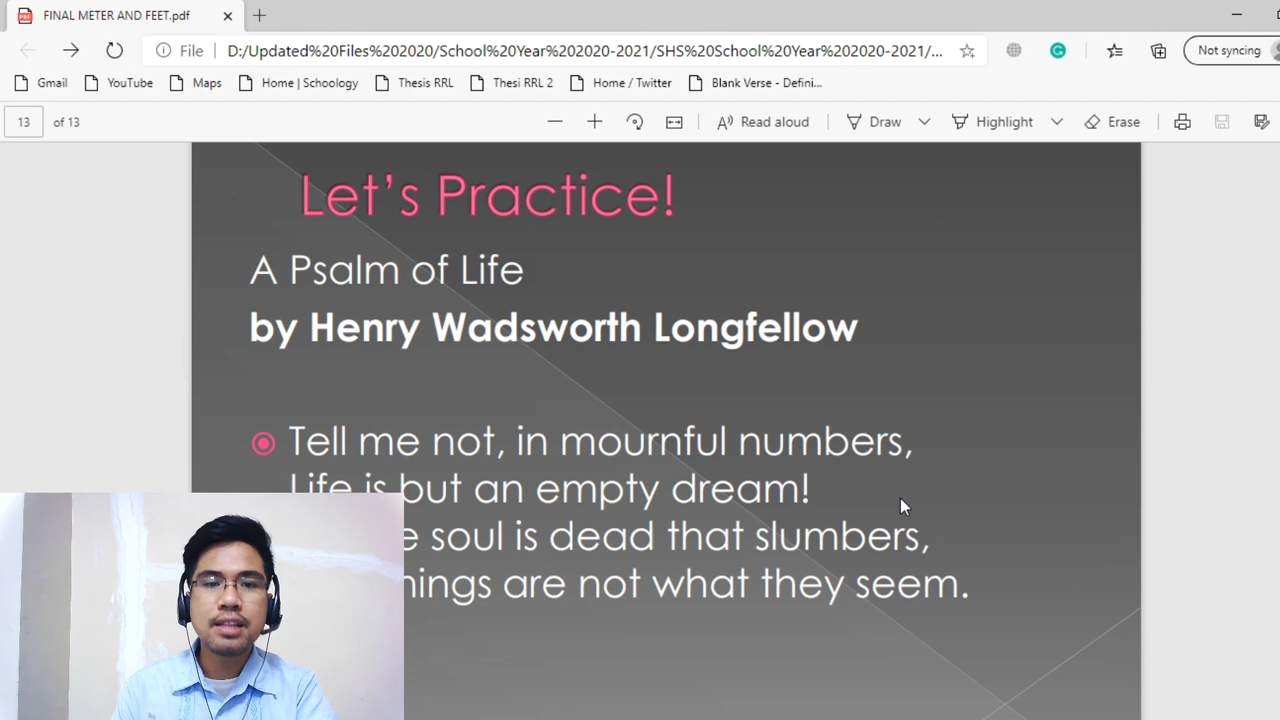 FINAL METER AND FEET.pdf
File D:/Updated%20Files%202020/School%20Year%202020-2021/SHS%20School%20Year%202020-2021/...
Not syncing
Gmail YouTube Maps Home | Schoology Thesis RRL Thesi RRL 2 Home / Twitter Blank Verse - Defini...
13 of 13 Read aloud Draw Highlight Erase
Let's Practice!
A Psalm of Life
by Henry Wadsworth Longfellow
Tell me not, in mournful numbers,
Life is but an empty dream!
soul is dead that slumbers,
are not what they seem.